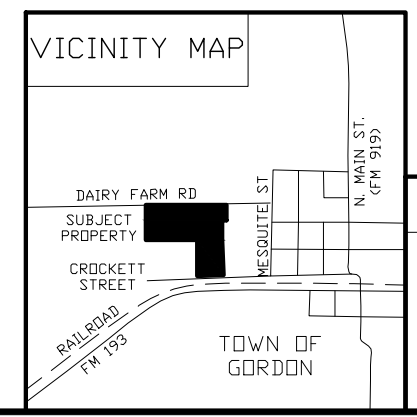 VICINITY MAP
N. MAIN ST.
(FM 919)
MESQUITE ST
DAIRY FARM RD
SUBJECT
PROPERTY
CROCKETT
STREET
RAILROAD
FM 193
TOWN OF
GORDON